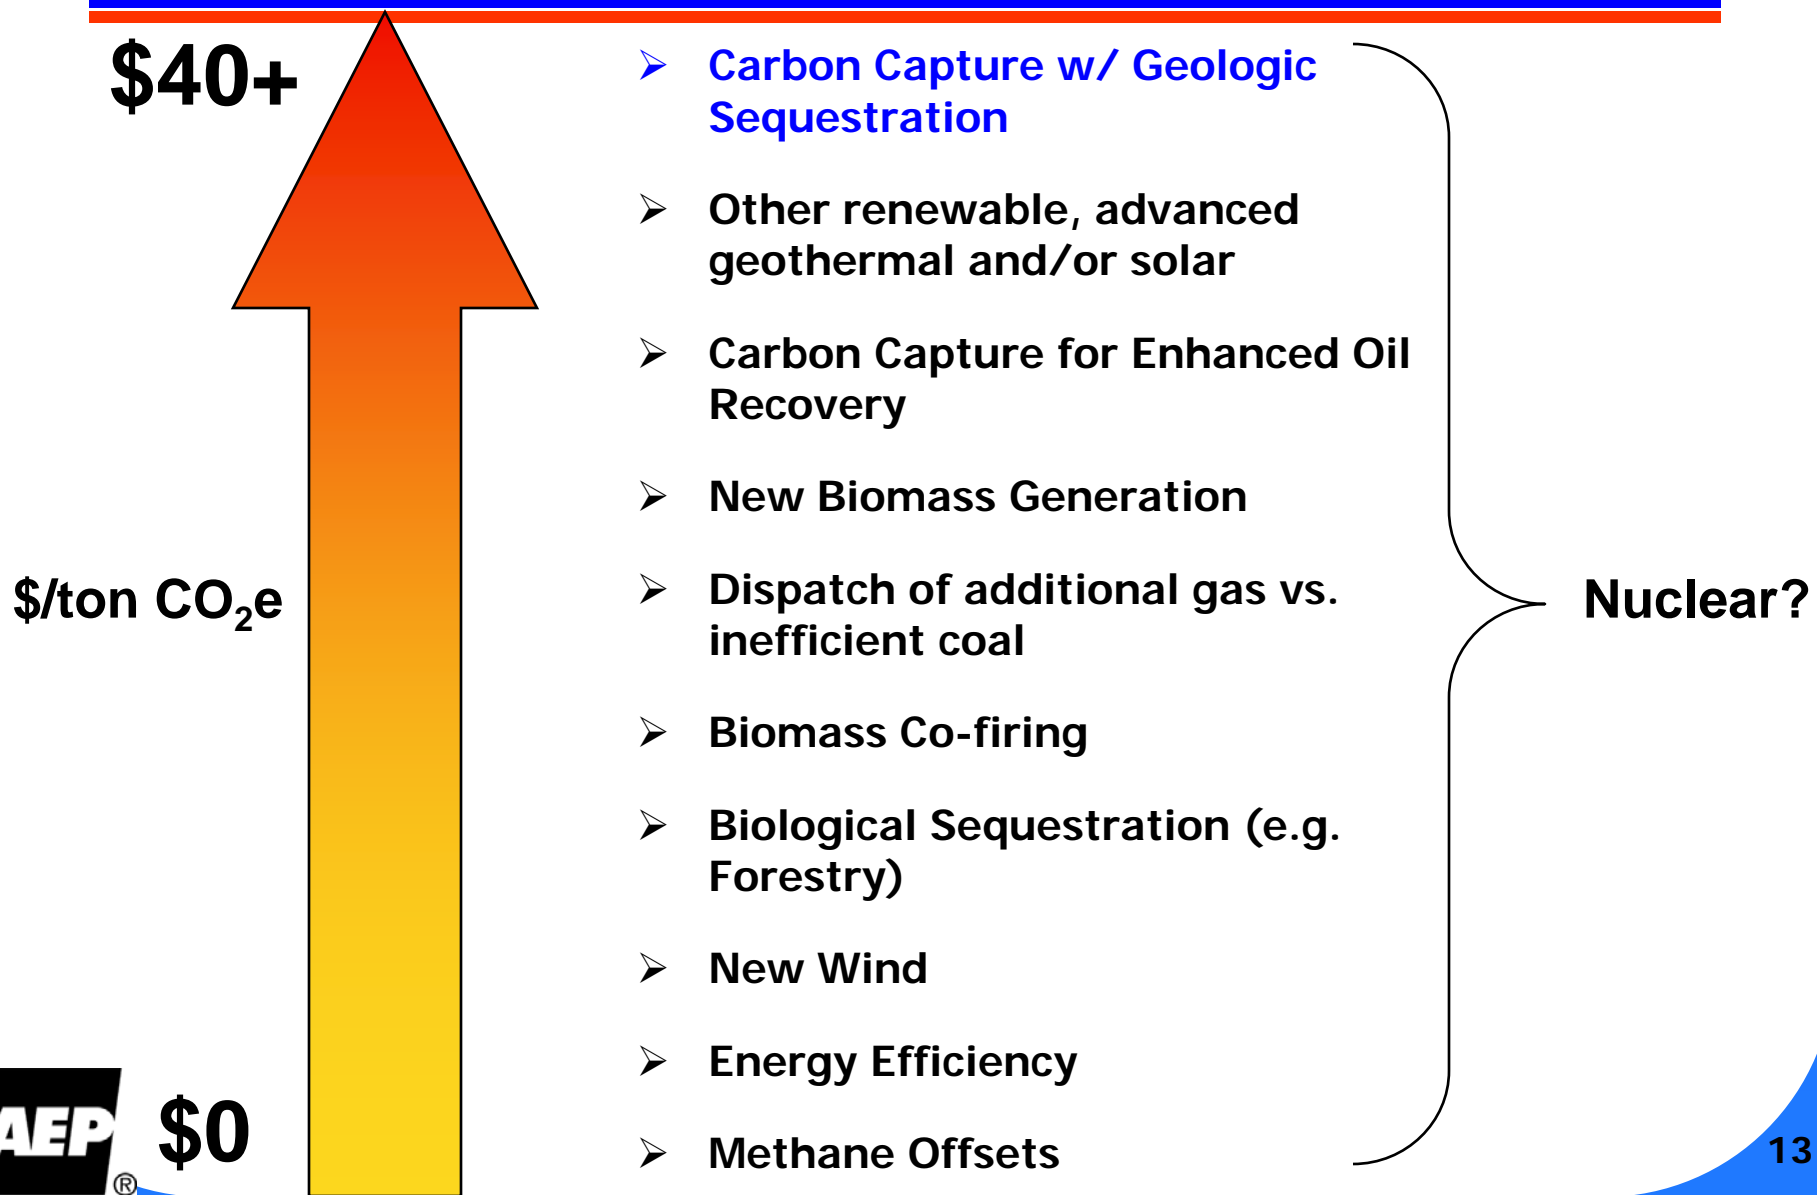 $40+
➢ Carbon Capture w/ Geologic
Sequestration
➢ Other renewable, advanced
geothermal and/or solar
➢ Carbon Capture for Enhanced Oil
Recovery
➢ New Biomass Generation
$/ton CO₂e
➢ Dispatch of additional gas vs.
inefficient coal
Nuclear?
➢ Biomass Co-firing
➢ Biological Sequestration (e.g.
Forestry)
➢ New Wind
➢ Energy Efficiency
➢ Methane Offsets
$0
AEP
®
13